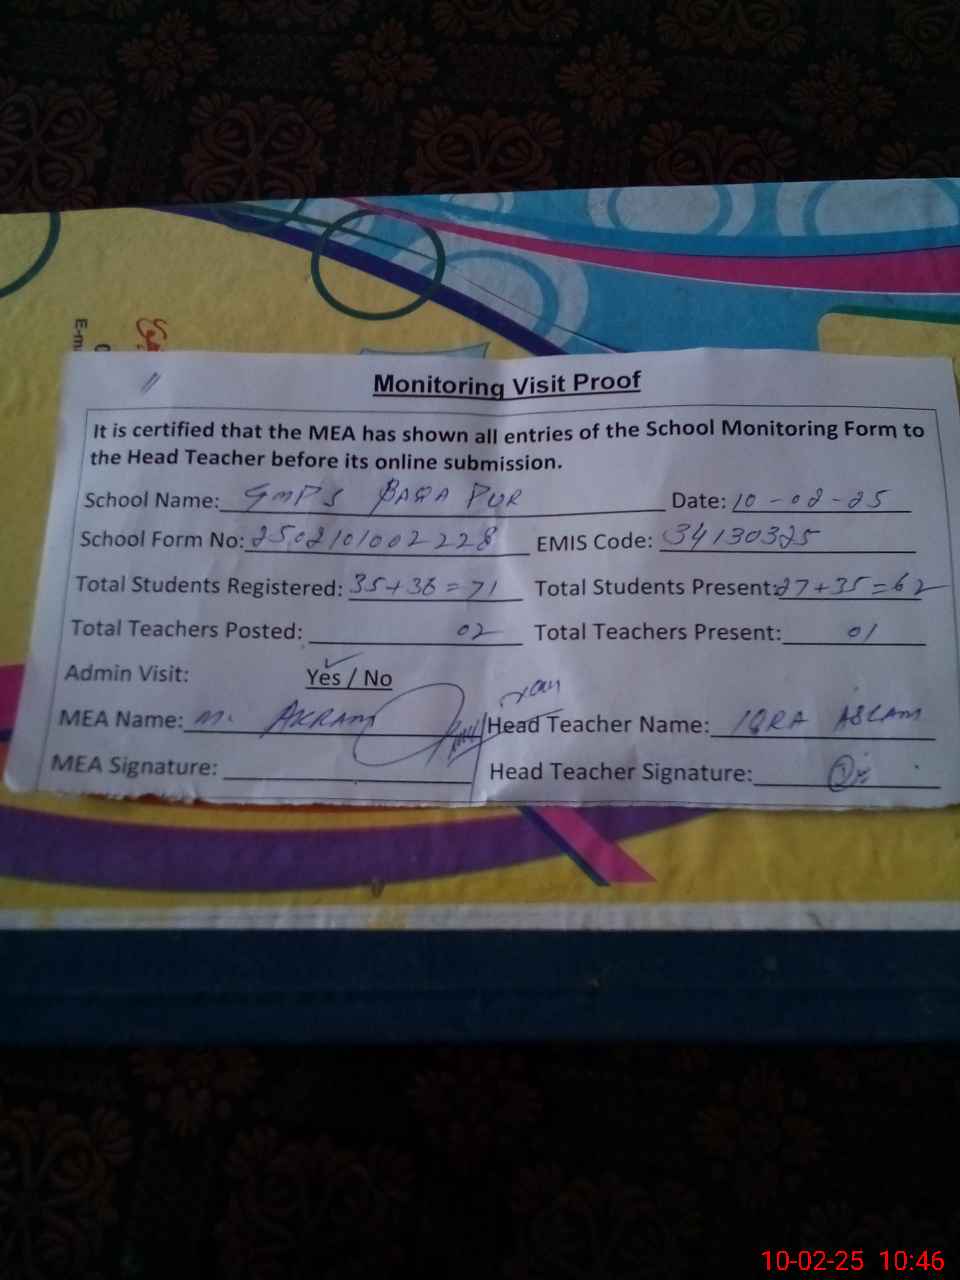 E-m
Monitoring Visit Proof
It is certified that the MEA has shown all entries of the School Monitoring Form to
the Head Teacher before its online submission.
School Name: GMPS BAQA PUR Date: 10-02-25
School Form No: 2502101002228 EMIS Code: 34130325
Total Students Registered: 35+36=71 Total Students Present: 27+35=62
Total Teachers Posted: 02 Total Teachers Present: 01
Admin Visit: Yes / No
MEA Name: M. AKRAM Head Teacher Name: IQRA ASLAM
MEA Signature: Head Teacher Signature:
10-02-25 10:46